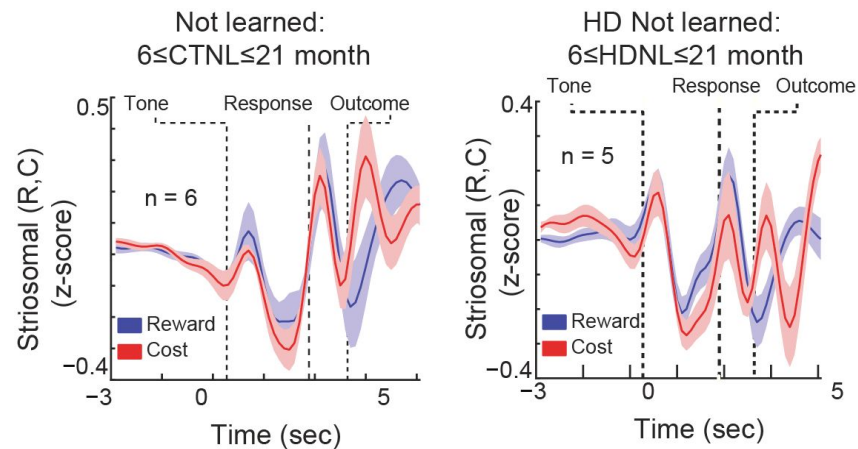 Not learned:
6≤CTNL≤21 month
Tone
Response
Outcome
0.5
n = 6
Striosomal (R,C)
(z-score)
Reward
Cost
−0.4
−3
0
5
Time (sec)
HD Not learned:
6≤HDNL≤21 month
Tone
Response
Outcome
0.4
n = 5
Striosomal (R,C)
(z-score)
Reward
Cost
-0.4
−3
0
5
Time (sec)